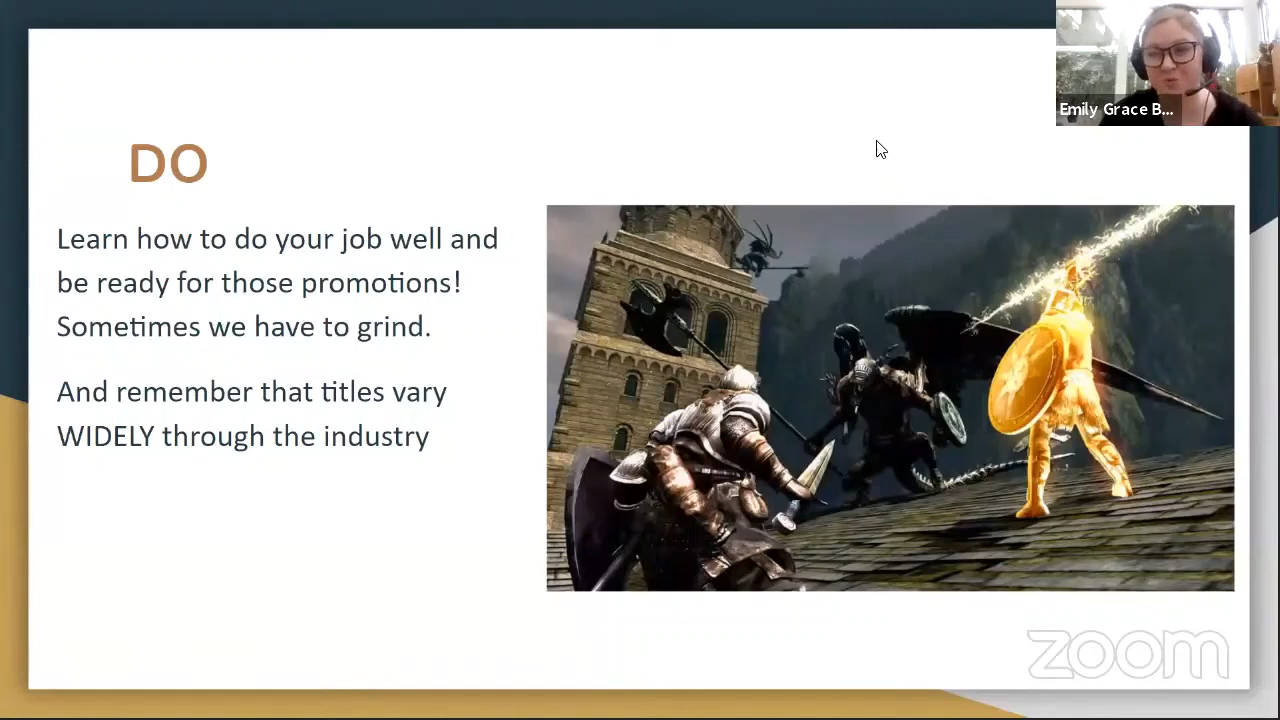 Emily Grace B...
DO
Learn how to do your job well and
be ready for those promotions!
Sometimes we have to grind.
And remember that titles vary
WIDELY through the industry
zoom